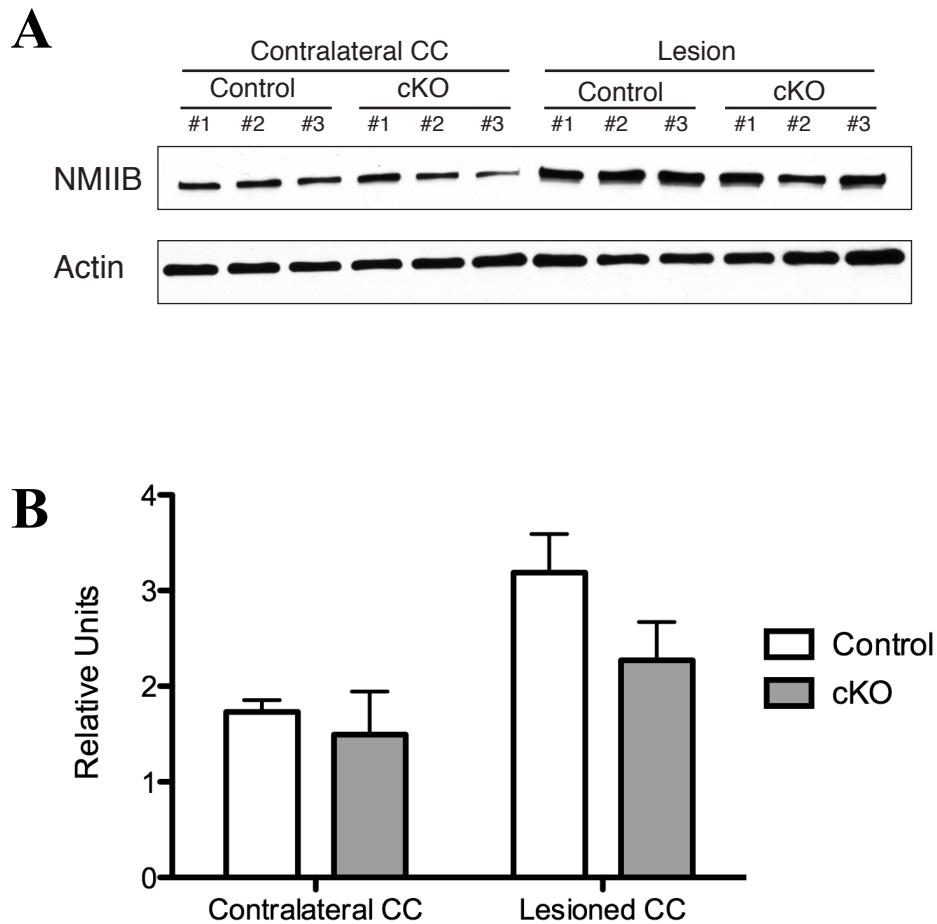 A
Contralateral CC Lesion
Control cKO Control cKO
#1 #2 #3 #1 #2 #3 #1 #2 #3 #1 #2 #3
NMIIB
Actin
B
4
3
2
1
0
Relative Units
Control
cKO
Contralateral CC Lesioned CC